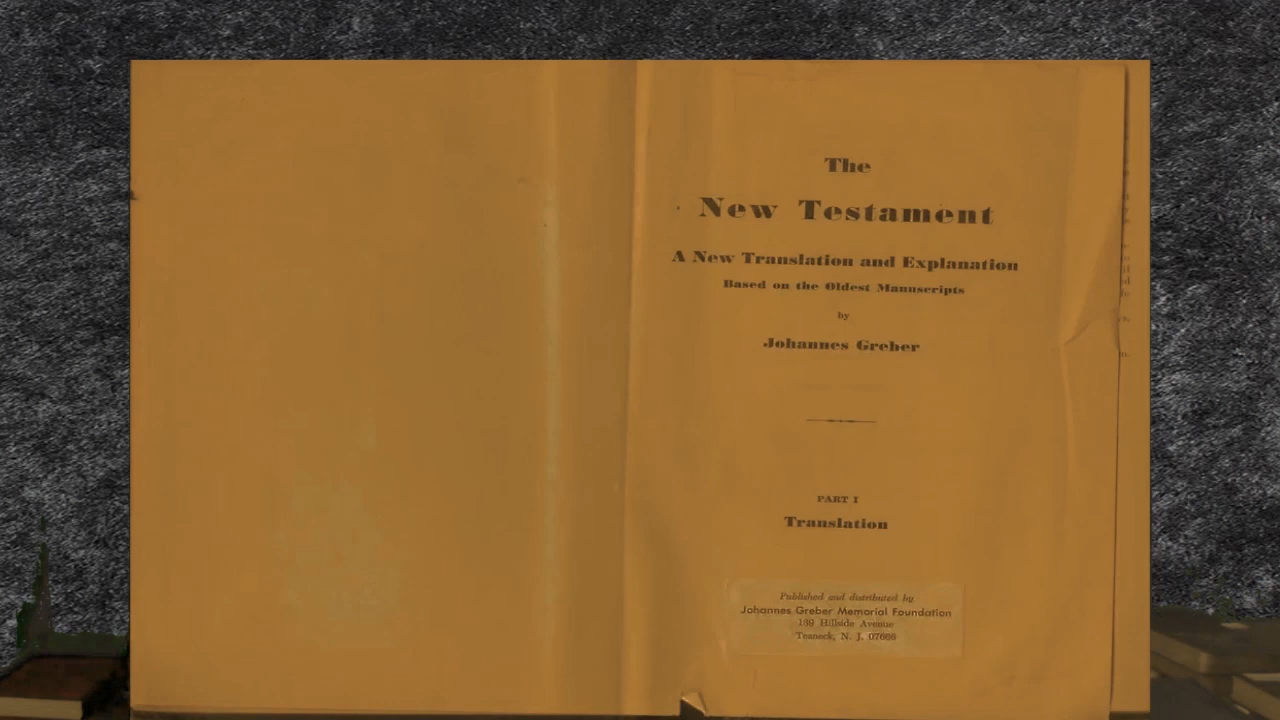 The
New Testament
A New Translation and Explanation
Based on the Oldest Manuscripts
by
Johannes Greber
PART I
Translation
Published and distributed by
Johannes Greber Memorial Foundation
139 Hillside Avenue
Teaneck, N. J. 07666